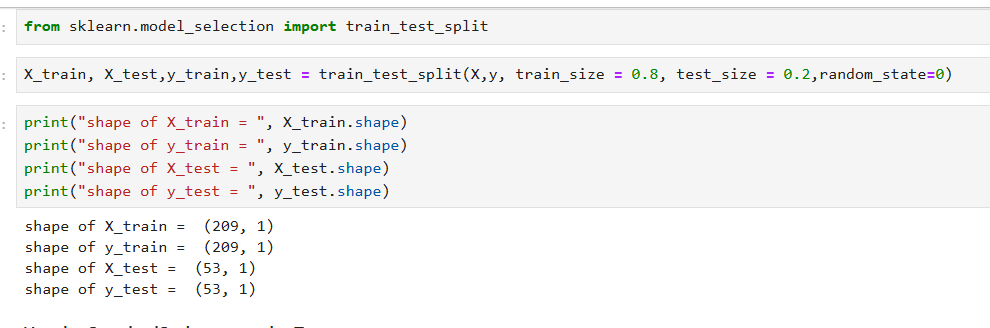 from sklearn.model_selection import train_test_split
X_train, X_test,y_train,y_test = train_test_split(X,y, train_size = 0.8, test_size = 0.2,random_state=0)
print("shape of X_train = ", X_train.shape)
print("shape of y_train = ", y_train.shape)
print("shape of X_test = ", X_test.shape)
print("shape of y_test = ", y_test.shape)
shape of X_train =  (209, 1)
shape of y_train =  (209, 1)
shape of X_test =  (53, 1)
shape of y_test =  (53, 1)